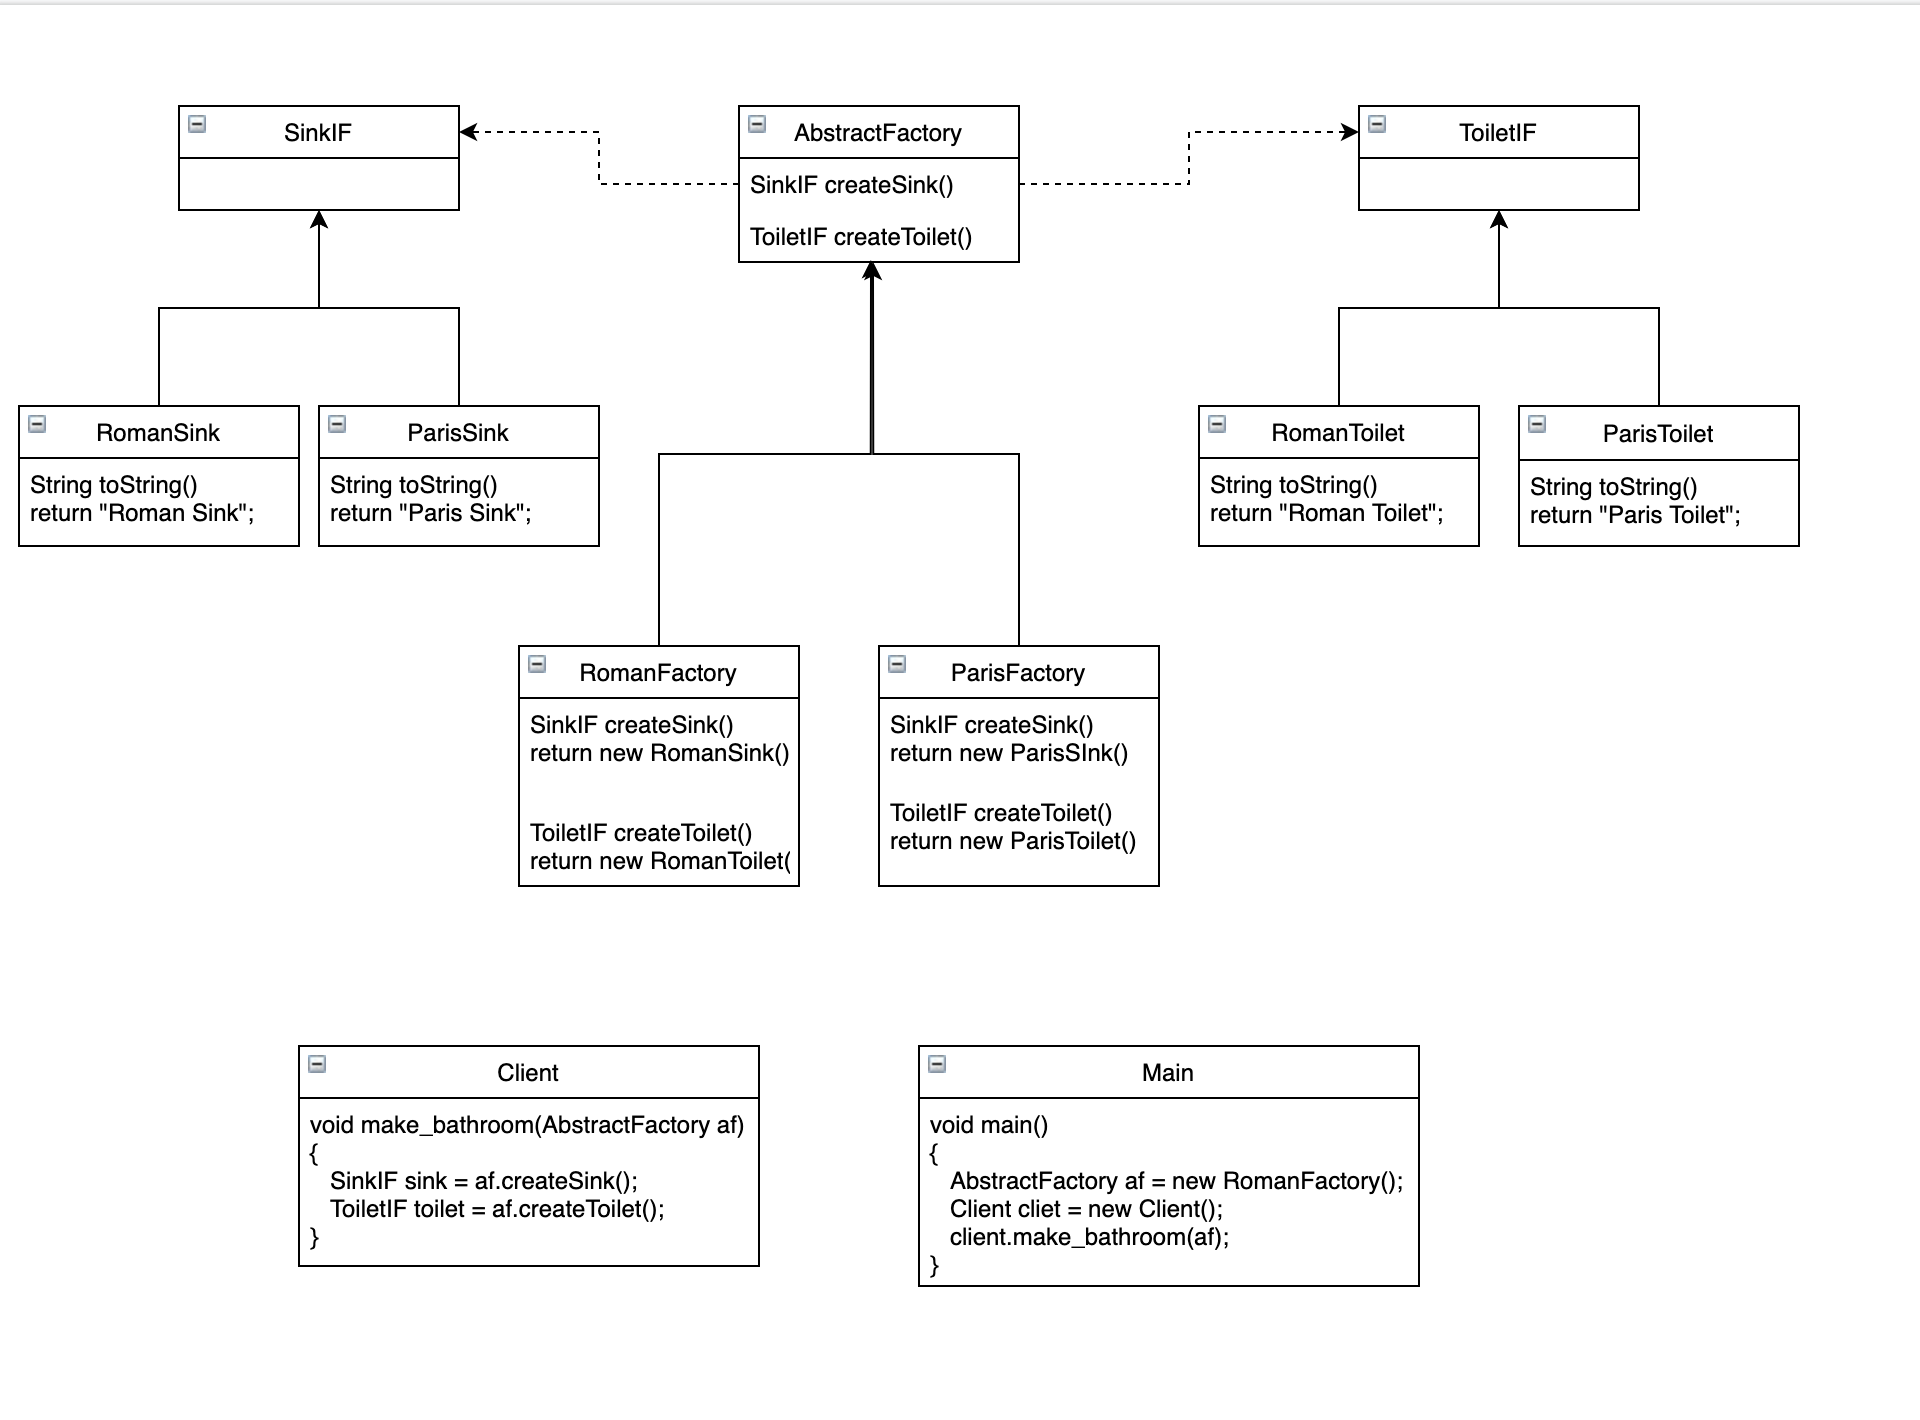 SinkIF
AbstractFactory
SinkIF createSink()
ToiletIF createToilet()
ToiletIF
RomanSink
String toString()
return "Roman Sink";
ParisSink
String toString()
return "Paris Sink";
RomanToilet
String toString()
return "Roman Toilet";
ParisToilet
String toString()
return "Paris Toilet";
RomanFactory
SinkIF createSink()
return new RomanSink()
ToiletIF createToilet()
return new RomanToilet(
ParisFactory
SinkIF createSink()
return new ParisSInk()
ToiletIF createToilet()
return new ParisToilet()
Client
void make_bathroom(AbstractFactory af)
{
SinkIF sink = af.createSink();
ToiletIF toilet = af.createToilet();
}
Main
void main()
{
AbstractFactory af = new RomanFactory();
Client cliet = new Client();
client.make_bathroom(af);
}